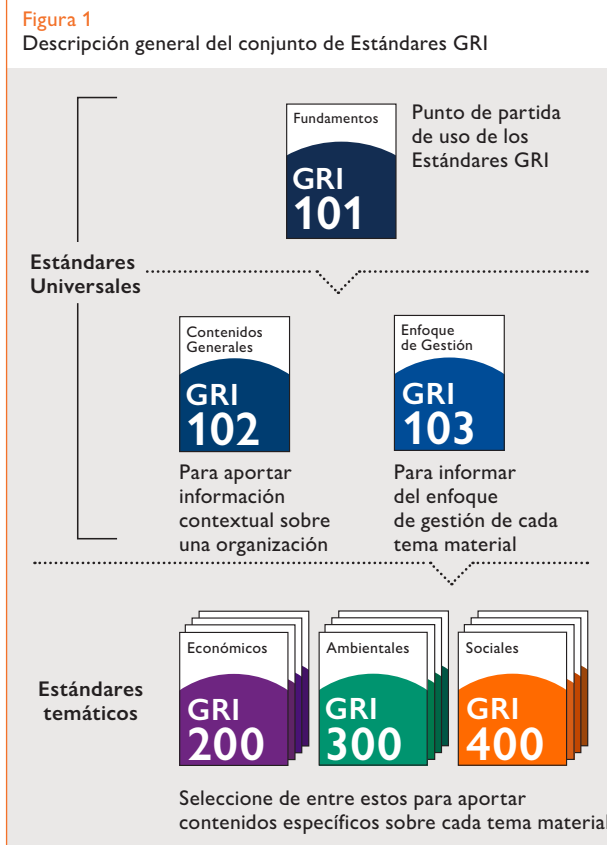 Figura 1
Descripción general del conjunto de Estándares GRI
Fundamentos
GRI
101
Punto de partida
de uso de los
Estándares GRI
Estándares
Universales
Contenidos
Generales
GRI
102
Para aportar
información
contextual sobre
una organización
Enfoque
de Gestión
GRI
103
Para informar
del enfoque
de gestión de cada
tema material
Estándares
temáticos
Económicos
GRI
200
Ambientales
GRI
300
Sociales
GRI
400
Seleccione de entre estos para aportar
contenidos específicos sobre cada tema material